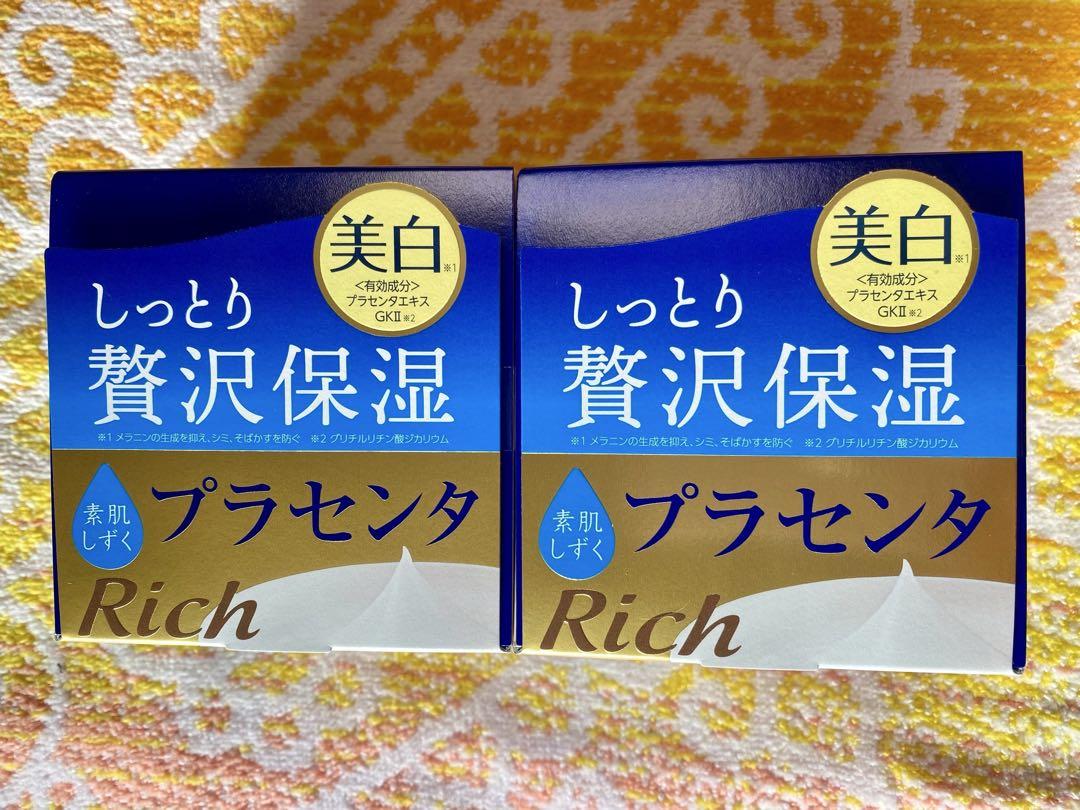 美白※1
<有効成分>
プラセンタエキス
GKⅡ※2
しっとり
贅沢保湿
※1 メラニンの生成を抑え、シミ、そばかすを防ぐ ※2 グリチルリチン酸ジカリウム
素肌
しずく
プラセンタ
Rich
美白※1
<有効成分>
プラセンタエキス
GKⅡ※2
しっとり
贅沢保湿
※1 メラニンの生成を抑え、シミ、そばかすを防ぐ ※2 グリチルリチン酸ジカリウム
素肌
しずく
プラセンタ
Rich